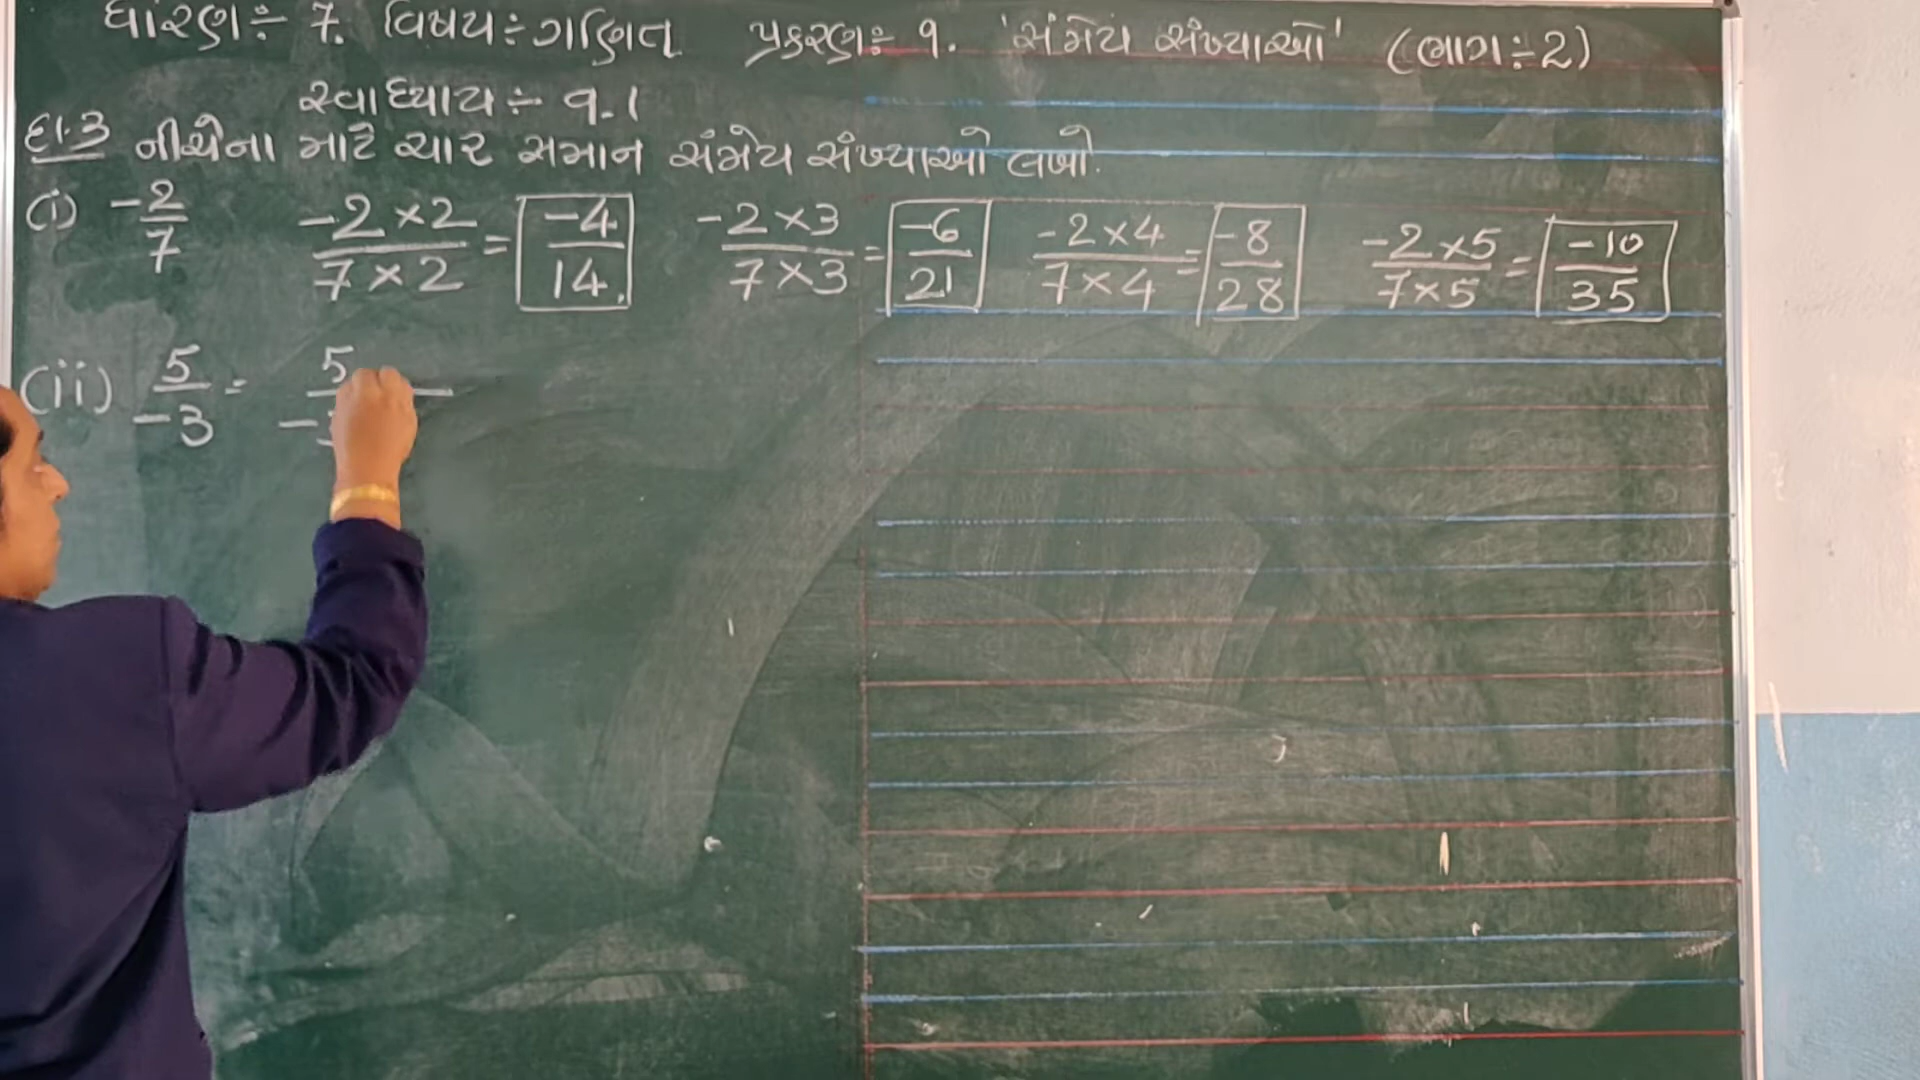 ધોરણ÷ 7. વિષય÷ ગણિત પ્રકરણ÷ ૧. 'સંમેય સંખ્યાઓ' (ભાગ÷2)
સ્વાધ્યાય÷ ૧.1
દા.3 નીચેના માટે ચાર સમાન સંમેય સંખ્યાઓ લખો.
(i) -2/7 -2×2/7×2 = -4/14. -2×3/7×3 = -6/21 -2×4/7×4 = -8/28 -2×5/7×5 = -10/35
(ii) 5/-3 = 5/-